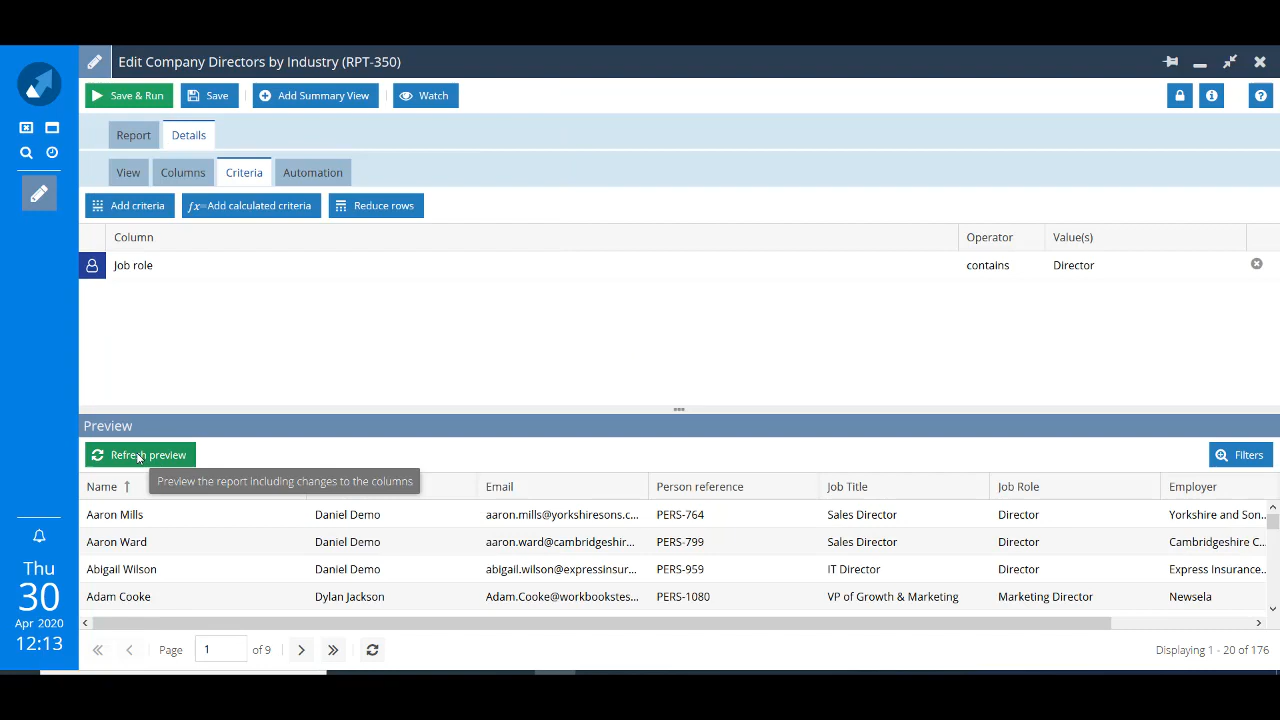 Edit Company Directors by Industry (RPT-350)
Save & Run
Save
Add Summary View
Watch
Report
Details
View
Columns
Criteria
Automation
Add criteria
fx=Add calculated criteria
Reduce rows
Column Operator Value(s)
Job role contains Director
Preview
Refresh preview
Filters
Preview the report including changes to the columns
Name Email Person reference Job Title Job Role Employer
Aaron Mills Daniel Demo aaron.mills@yorkshiresons.c... PERS-764 Sales Director Director Yorkshire and Son...
Aaron Ward Daniel Demo aaron.ward@cambridgeshir... PERS-799 Sales Director Director Cambridgeshire C...
Abigail Wilson Daniel Demo abigail.wilson@expressinsur... PERS-959 IT Director Director Express Insurance...
Adam Cooke Dylan Jackson Adam.Cooke@workbookstes... PERS-1080 VP of Growth & Marketing Marketing Director Newsela
Page 1 of 9
Displaying 1 - 20 of 176
Thu
30
Apr 2020
12:13